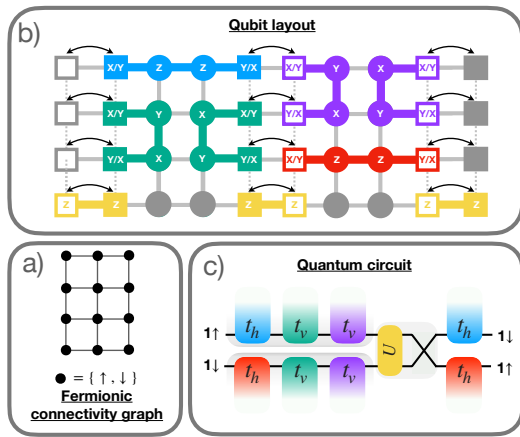 b)
Qubit layout
X/Y Z Z Y/X X/Y Y X X/Y
X/Y Y X Y/X X/Y X Y Y/X
Y/X X Y Y/X X/Y Z Z Y/X
Z Z Z Z Z Z
a)
= { ↑ , ↓ }
Fermionic
connectivity graph
c)
Quantum circuit
1↑ t_h t_v t_v U t_h 1↓
1↓ t_h t_v t_v t_h 1↑